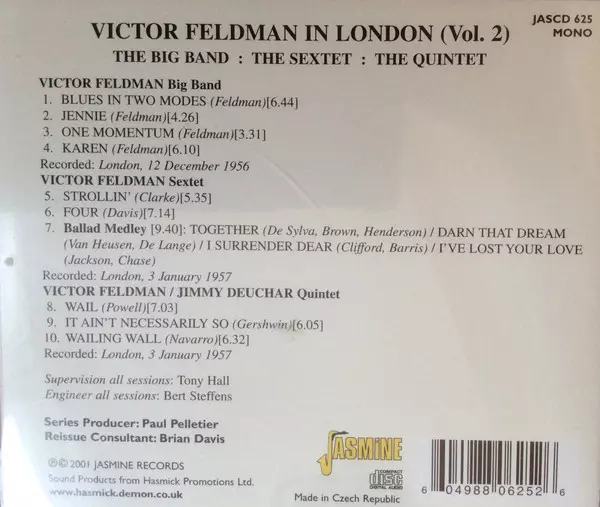 VICTOR FELDMAN IN LONDON (Vol. 2)
JASCD 625
MONO
THE BIG BAND : THE SEXTET : THE QUINTET
VICTOR FELDMAN Big Band
1. BLUES IN TWO MODES (Feldman)[6.44]
2. JENNIE (Feldman)[4.26]
3. ONE MOMENTUM (Feldman)[3.31]
4. KAREN (Feldman)[6.10]
Recorded: London, 12 December 1956
VICTOR FELDMAN Sextet
5. STROLLIN' (Clarke)[5.35]
6. FOUR (Davis)[7.14]
7. Ballad Medley [9.40]: TOGETHER (De Sylva, Brown, Henderson) / DARN THAT DREAM
(Van Heusen, De Lange) / I SURRENDER DEAR (Clifford, Barris) / I'VE LOST YOUR LOVE
(Jackson, Chase)
Recorded: London, 3 January 1957
VICTOR FELDMAN / JIMMY DEUCHAR Quintet
8. WAIL (Powell)[7.03]
9. IT AIN'T NECESSARILY SO (Gershwin)[6.05]
10. WAILING WALL (Navarro)[6.32]
Recorded: London, 3 January 1957
Supervision all sessions: Tony Hall
Engineer all sessions: Bert Steffens
Series Producer: Paul Pelletier
Reissue Consultant: Brian Davis
℗© 2001 JASMINE RECORDS
Sound Products from Hasmick Promotions Ltd.
www.hasmick.demon.co.uk
JASMINE
COMPACT
disc
DIGITAL AUDIO
Made in Czech Republic
6 04988 06252 6